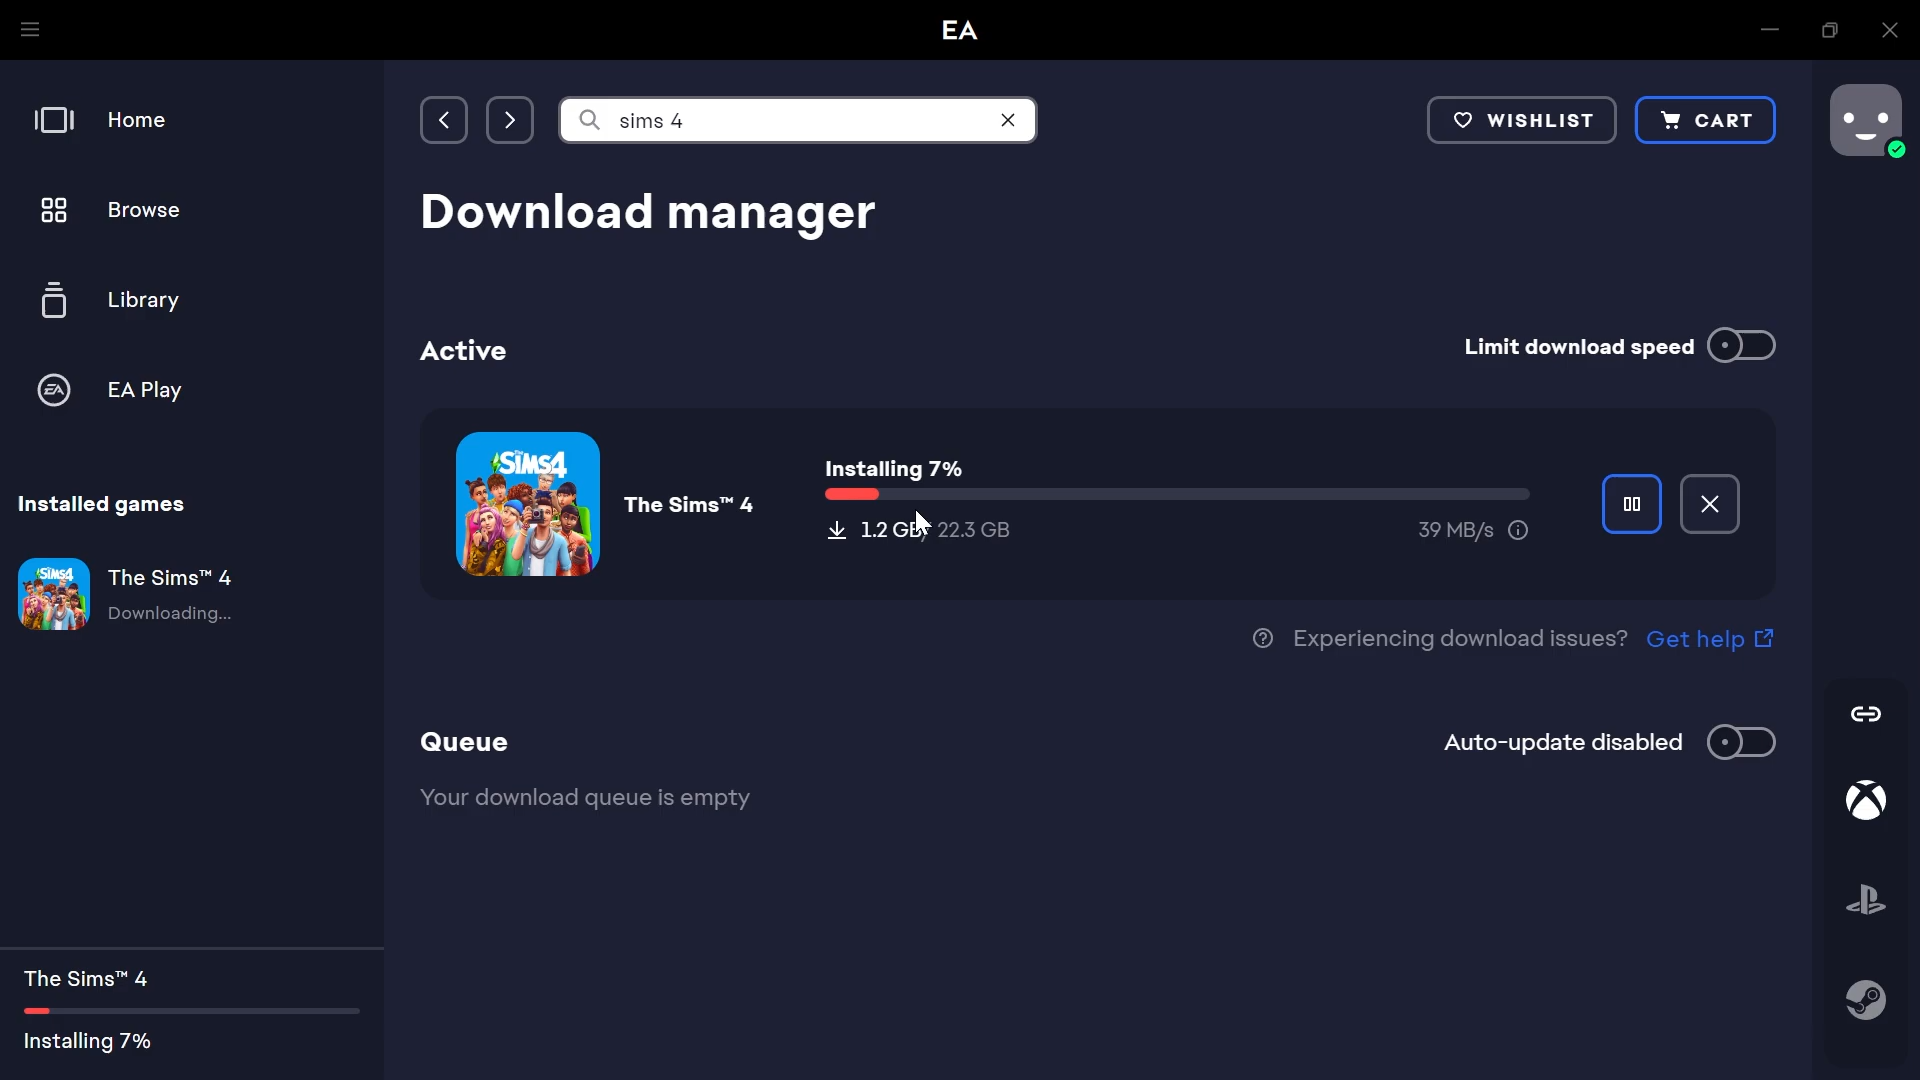 EA
Home
Browse
Library
EA Play
Installed games
The Sims™ 4
Downloading...
The Sims™ 4
Installing 7%
sims 4
WISHLIST
CART
Download manager
Active
Limit download speed
The SIMS4
The Sims™ 4
Installing 7%
1.2 GB/ 22.3 GB
39 MB/s
Experiencing download issues? Get help
Queue
Auto-update disabled
Your download queue is empty